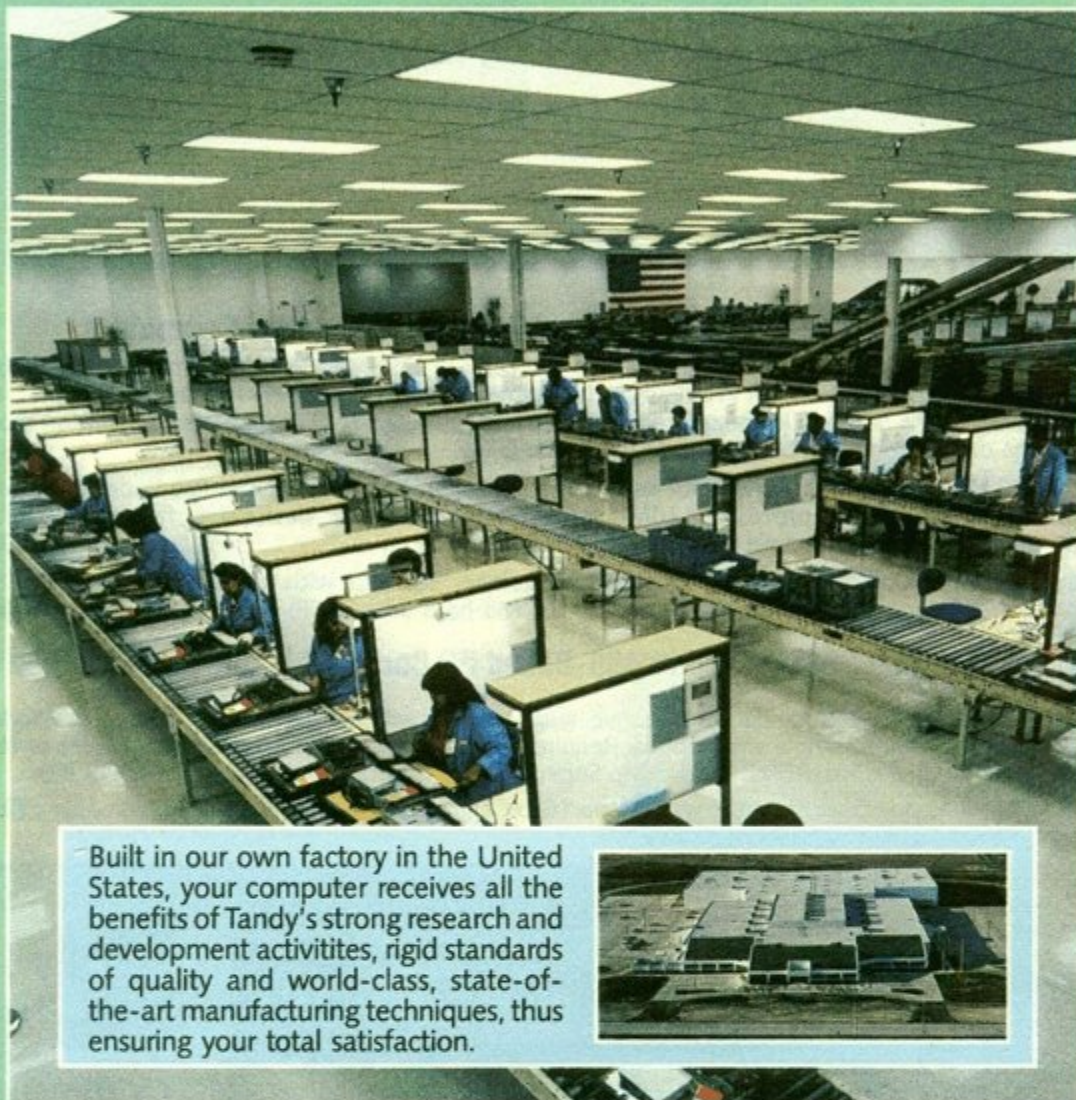 Built in our own factory in the United
States, your computer receives all the
benefits of Tandy's strong research and
development activitites, rigid standards
of quality and world-class, state-of-
the-art manufacturing techniques, thus
ensuring your total satisfaction.